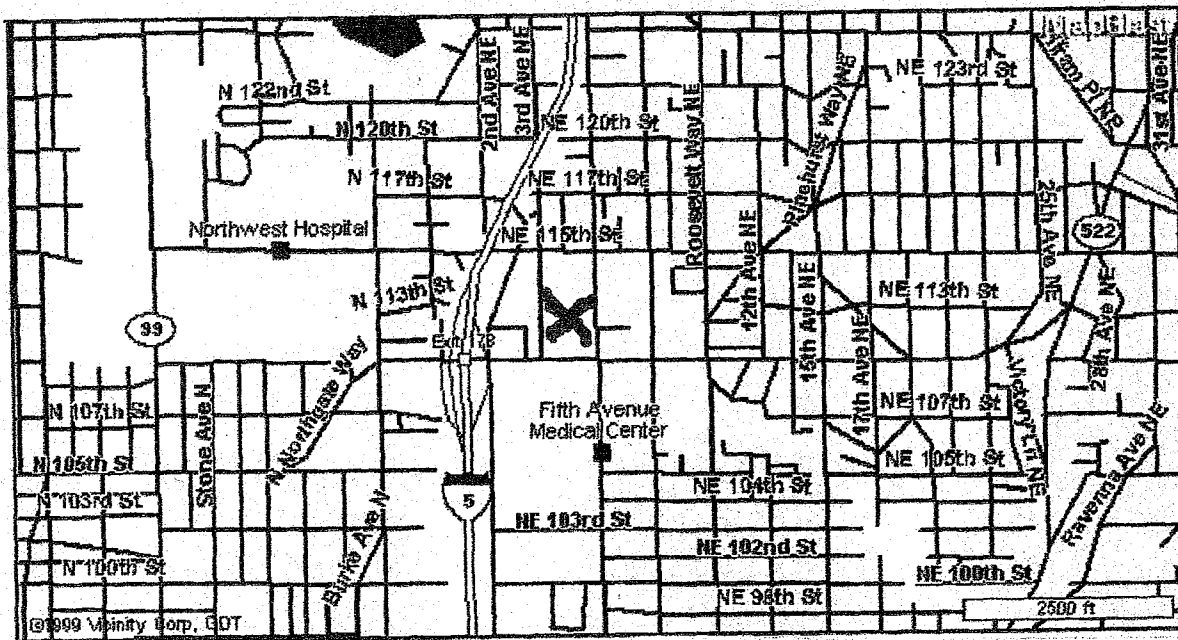 NE 123rd St
N 122nd St
2nd Ave NE
3rd Ave NE
31st Ave NE
N 120th St
NE 120th St
Roosevelt Way NE
Pinehurst Way NE
N 117th St
NE 117th St
25th Ave NE
Northwest Hospital
NE 115th St
522
12th Ave NE
N 113th St
NE 113th St
28th Ave NE
99
15th Ave NE
17th Ave NE
N Northgate Way
N 107th St
Stone Ave N
Fifth Avenue
Medical Center
NE 107th St
Victory Ln NE
Ravenna Ave NE
N 105th St
NE 105th St
N 103rd St
5
NE 104th St
NE 103rd St
NE 102nd St
N 100th St
Burke Ave N
NE 100th St
NE 98th St
2500 ft
©1999 Vicinity Corp, GDT